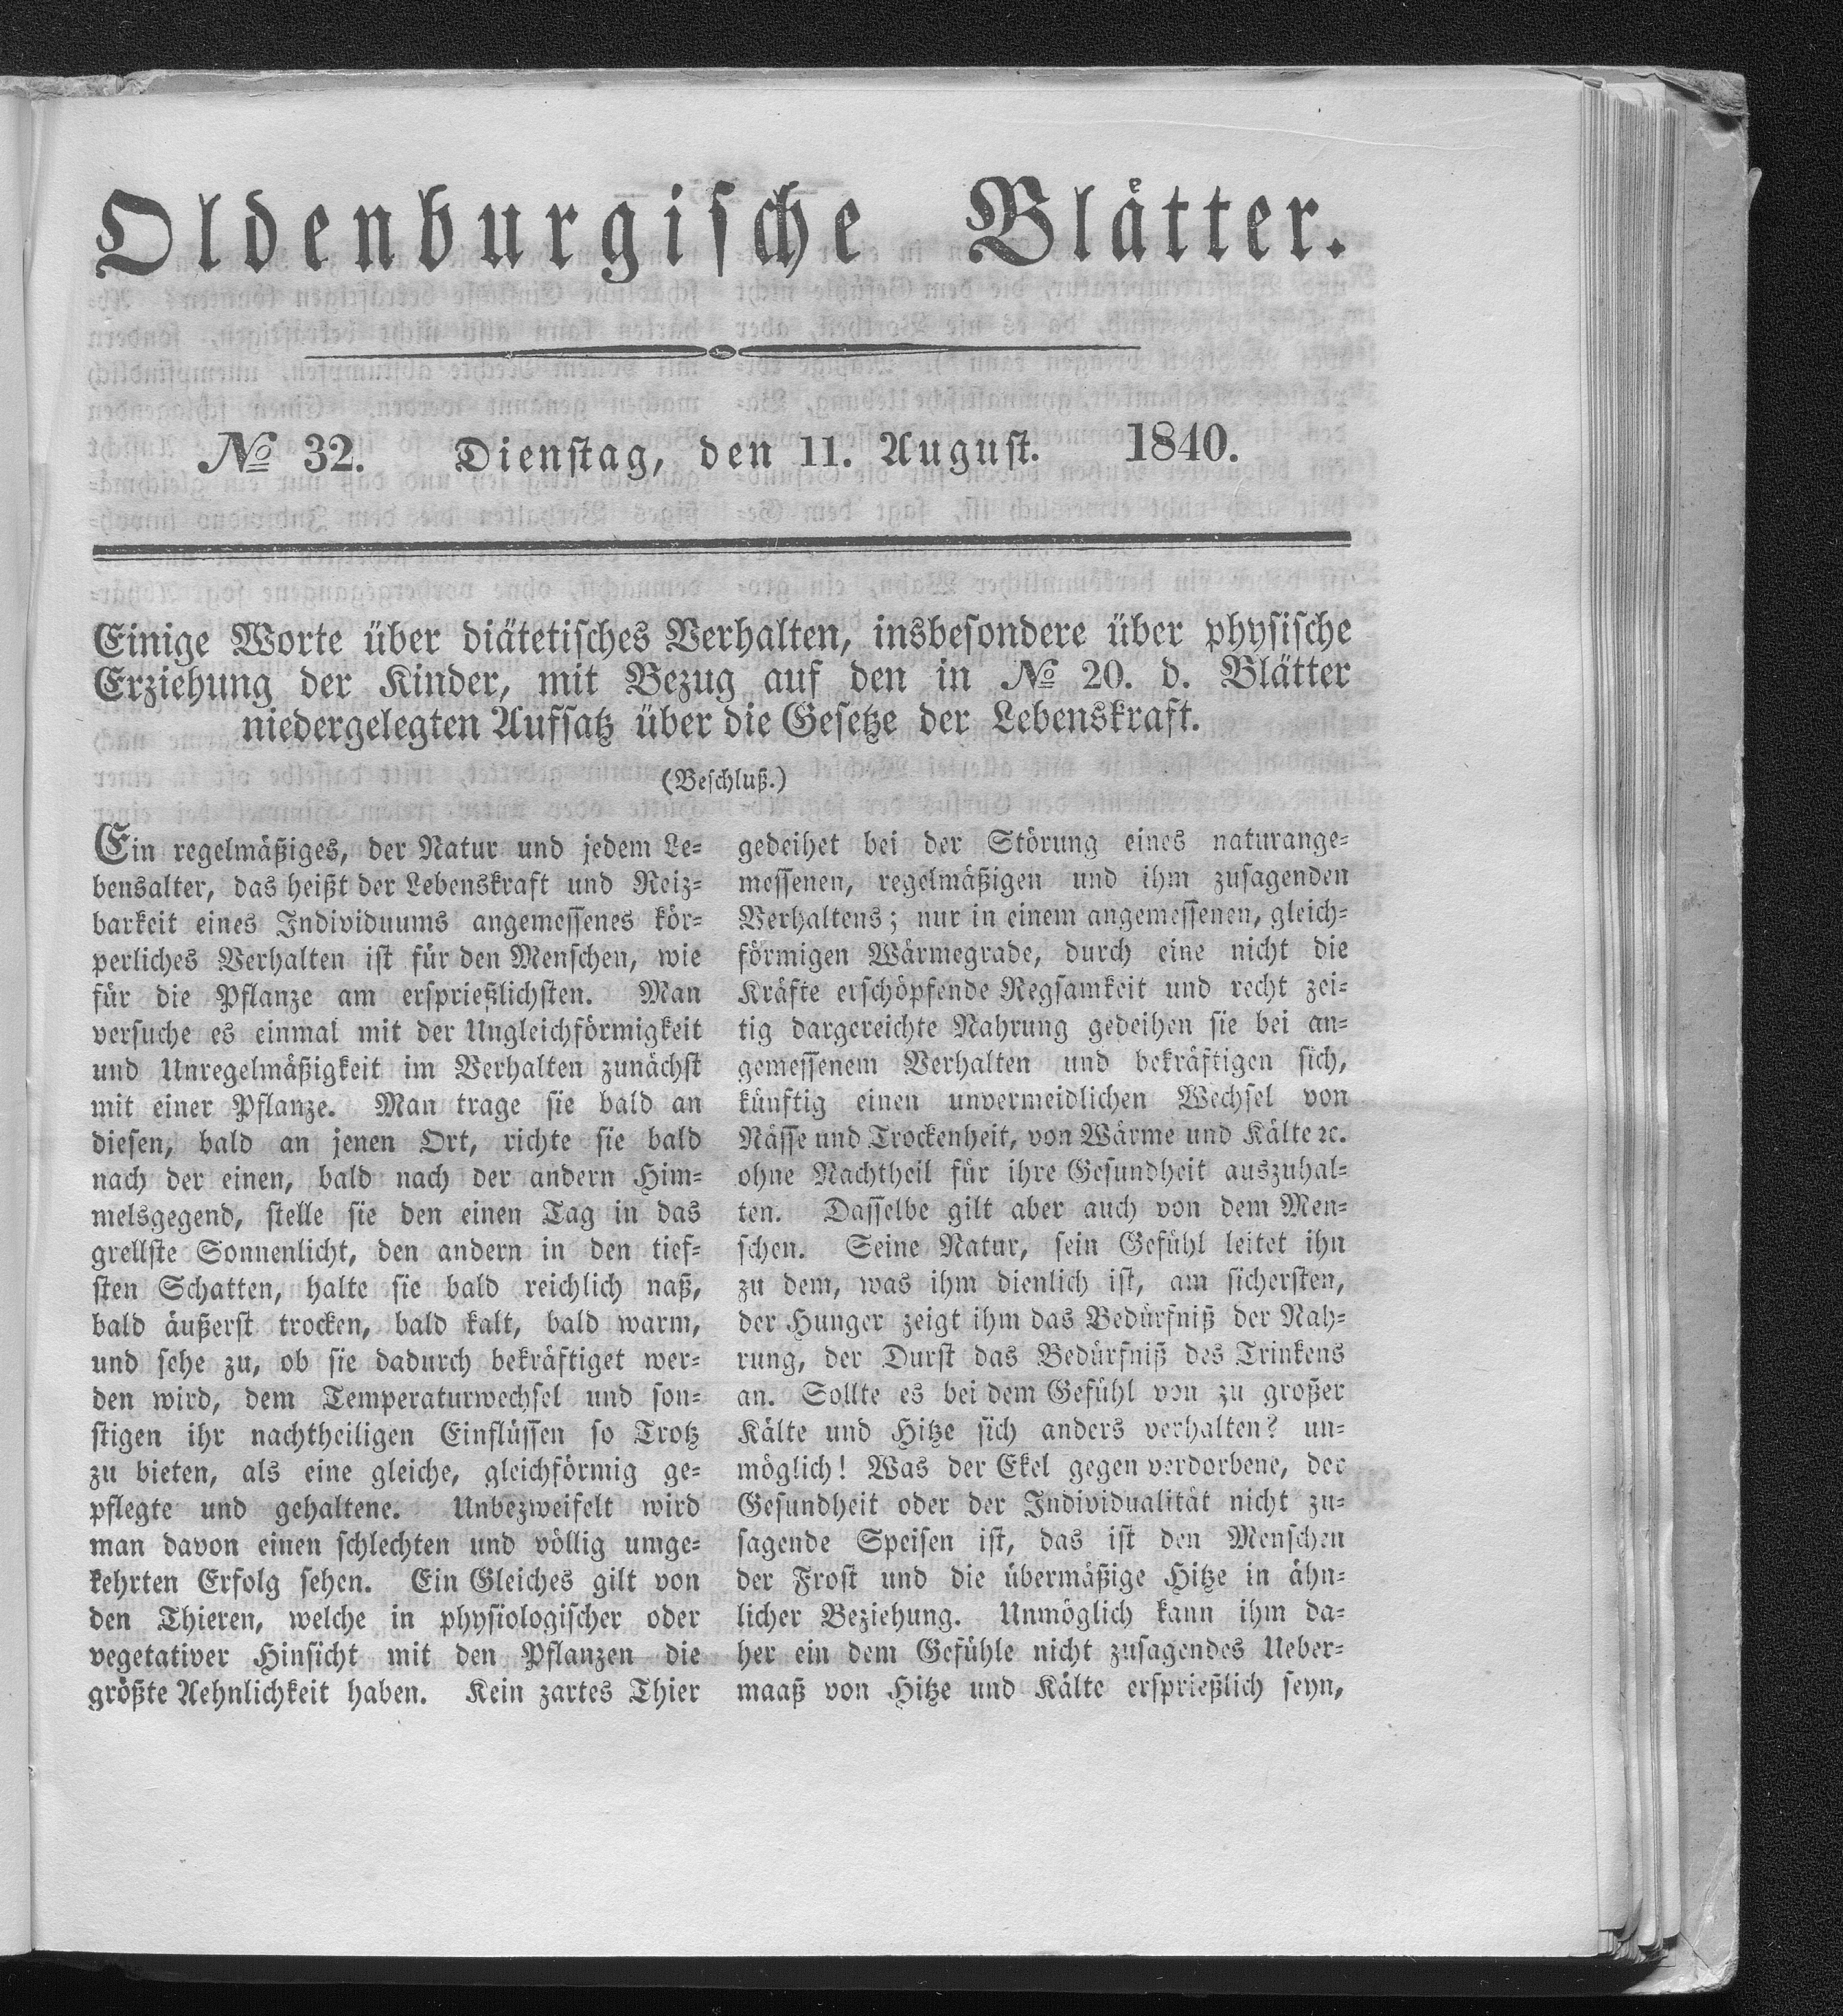 Oldenburgische Blätter.
№ 32. Dienstag, den 11. August. 1840.
Einige Worte über diätetisches Verhalten, insbesondere über physische
Erziehung der Kinder, mit Bezug auf den in № 20. d. Blätter
niedergelegten Aufsatz über die Gesetze der Lebenskraft.
(Beschluß.)
Ein regelmäßiges, der Natur und jedem Le-
bensalter, das heißt der Lebenskraft und Reiz-
barkeit eines Individuums angemessenes kör-
perliches Verhalten ist für den Menschen, wie
für die Pflanze am ersprießlichsten. Man
versuche es einmal mit der Ungleichförmigkeit
und Unregelmäßigkeit im Verhalten zunächst
mit einer Pflanze. Man trage sie bald an
diesen, bald an jenen Ort, richte sie bald
nach der einen, bald nach der andern Him-
melsgegend, stelle sie den einen Tag in das
grellste Sonnenlicht, den andern in den tief-
sten Schatten, halte sie bald reichlich naß,
bald äußerst trocken, bald kalt, bald warm,
und sehe zu, ob sie dadurch bekräftiget wer-
den wird, dem Temperaturwechsel und son-
stigen ihr nachtheiligen Einflüssen so Trotz
zu bieten, als eine gleiche, gleichförmig ge-
pflegte und gehaltene. Unbezweifelt wird
man davon einen schlechten und völlig umge-
kehrten Erfolg sehen. Ein Gleiches gilt von
den Thieren, welche in physiologischer oder
vegetativer Hinsicht mit den Pflanzen die
größte Aehnlichkeit haben. Kein zartes Thier
gedeihet bei der Störung eines naturange-
messenen, regelmäßigen und ihm zusagenden
Verhaltens; nur in einem angemessenen, gleich-
förmigen Wärmegrade, durch eine nicht die
Kräfte erschöpfende Regsamkeit und recht zei-
tig dargereichte Nahrung gedeihen sie bei an-
gemessenem Verhalten und bekräftigen sich,
künftig einen unvermeidlichen Wechsel von
Nässe und Trockenheit, von Wärme und Kälte ꝛc.
ohne Nachtheil für ihre Gesundheit auszuhal-
ten. Dasselbe gilt aber auch von dem Men-
schen. Seine Natur, sein Gefühl leitet ihn
zu dem, was ihm dienlich ist, am sichersten,
der Hunger zeigt ihm das Bedürfniß der Nah-
rung, der Durst das Bedürfniß des Trinkens
an. Sollte es bei dem Gefühl von zu großer
Kälte und Hitze sich anders verhalten? un-
möglich! Was der Ekel gegen verdorbene, der
Gesundheit oder der Individualität nicht zu-
sagende Speisen ist, das ist den Menschen
der Frost und die übermäßige Hitze in ähn-
licher Beziehung. Unmöglich kann ihm da-
her ein dem Gefühle nicht zusagendes Ueber-
maaß von Hitze und Kälte ersprießlich seyn,